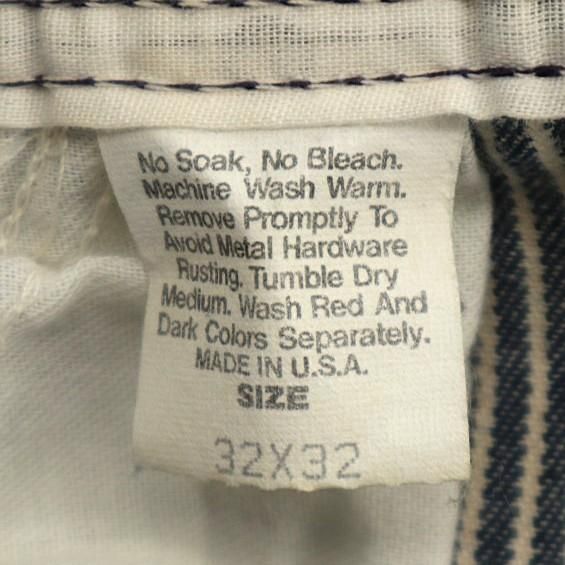 No Soak, No Bleach.
Machine Wash Warm.
Remove Promptly To
Avoid Metal Hardware
Rusting. Tumble Dry
Medium. Wash Red And
Dark Colors Separately.
MADE IN U.S.A.
SIZE
32X32